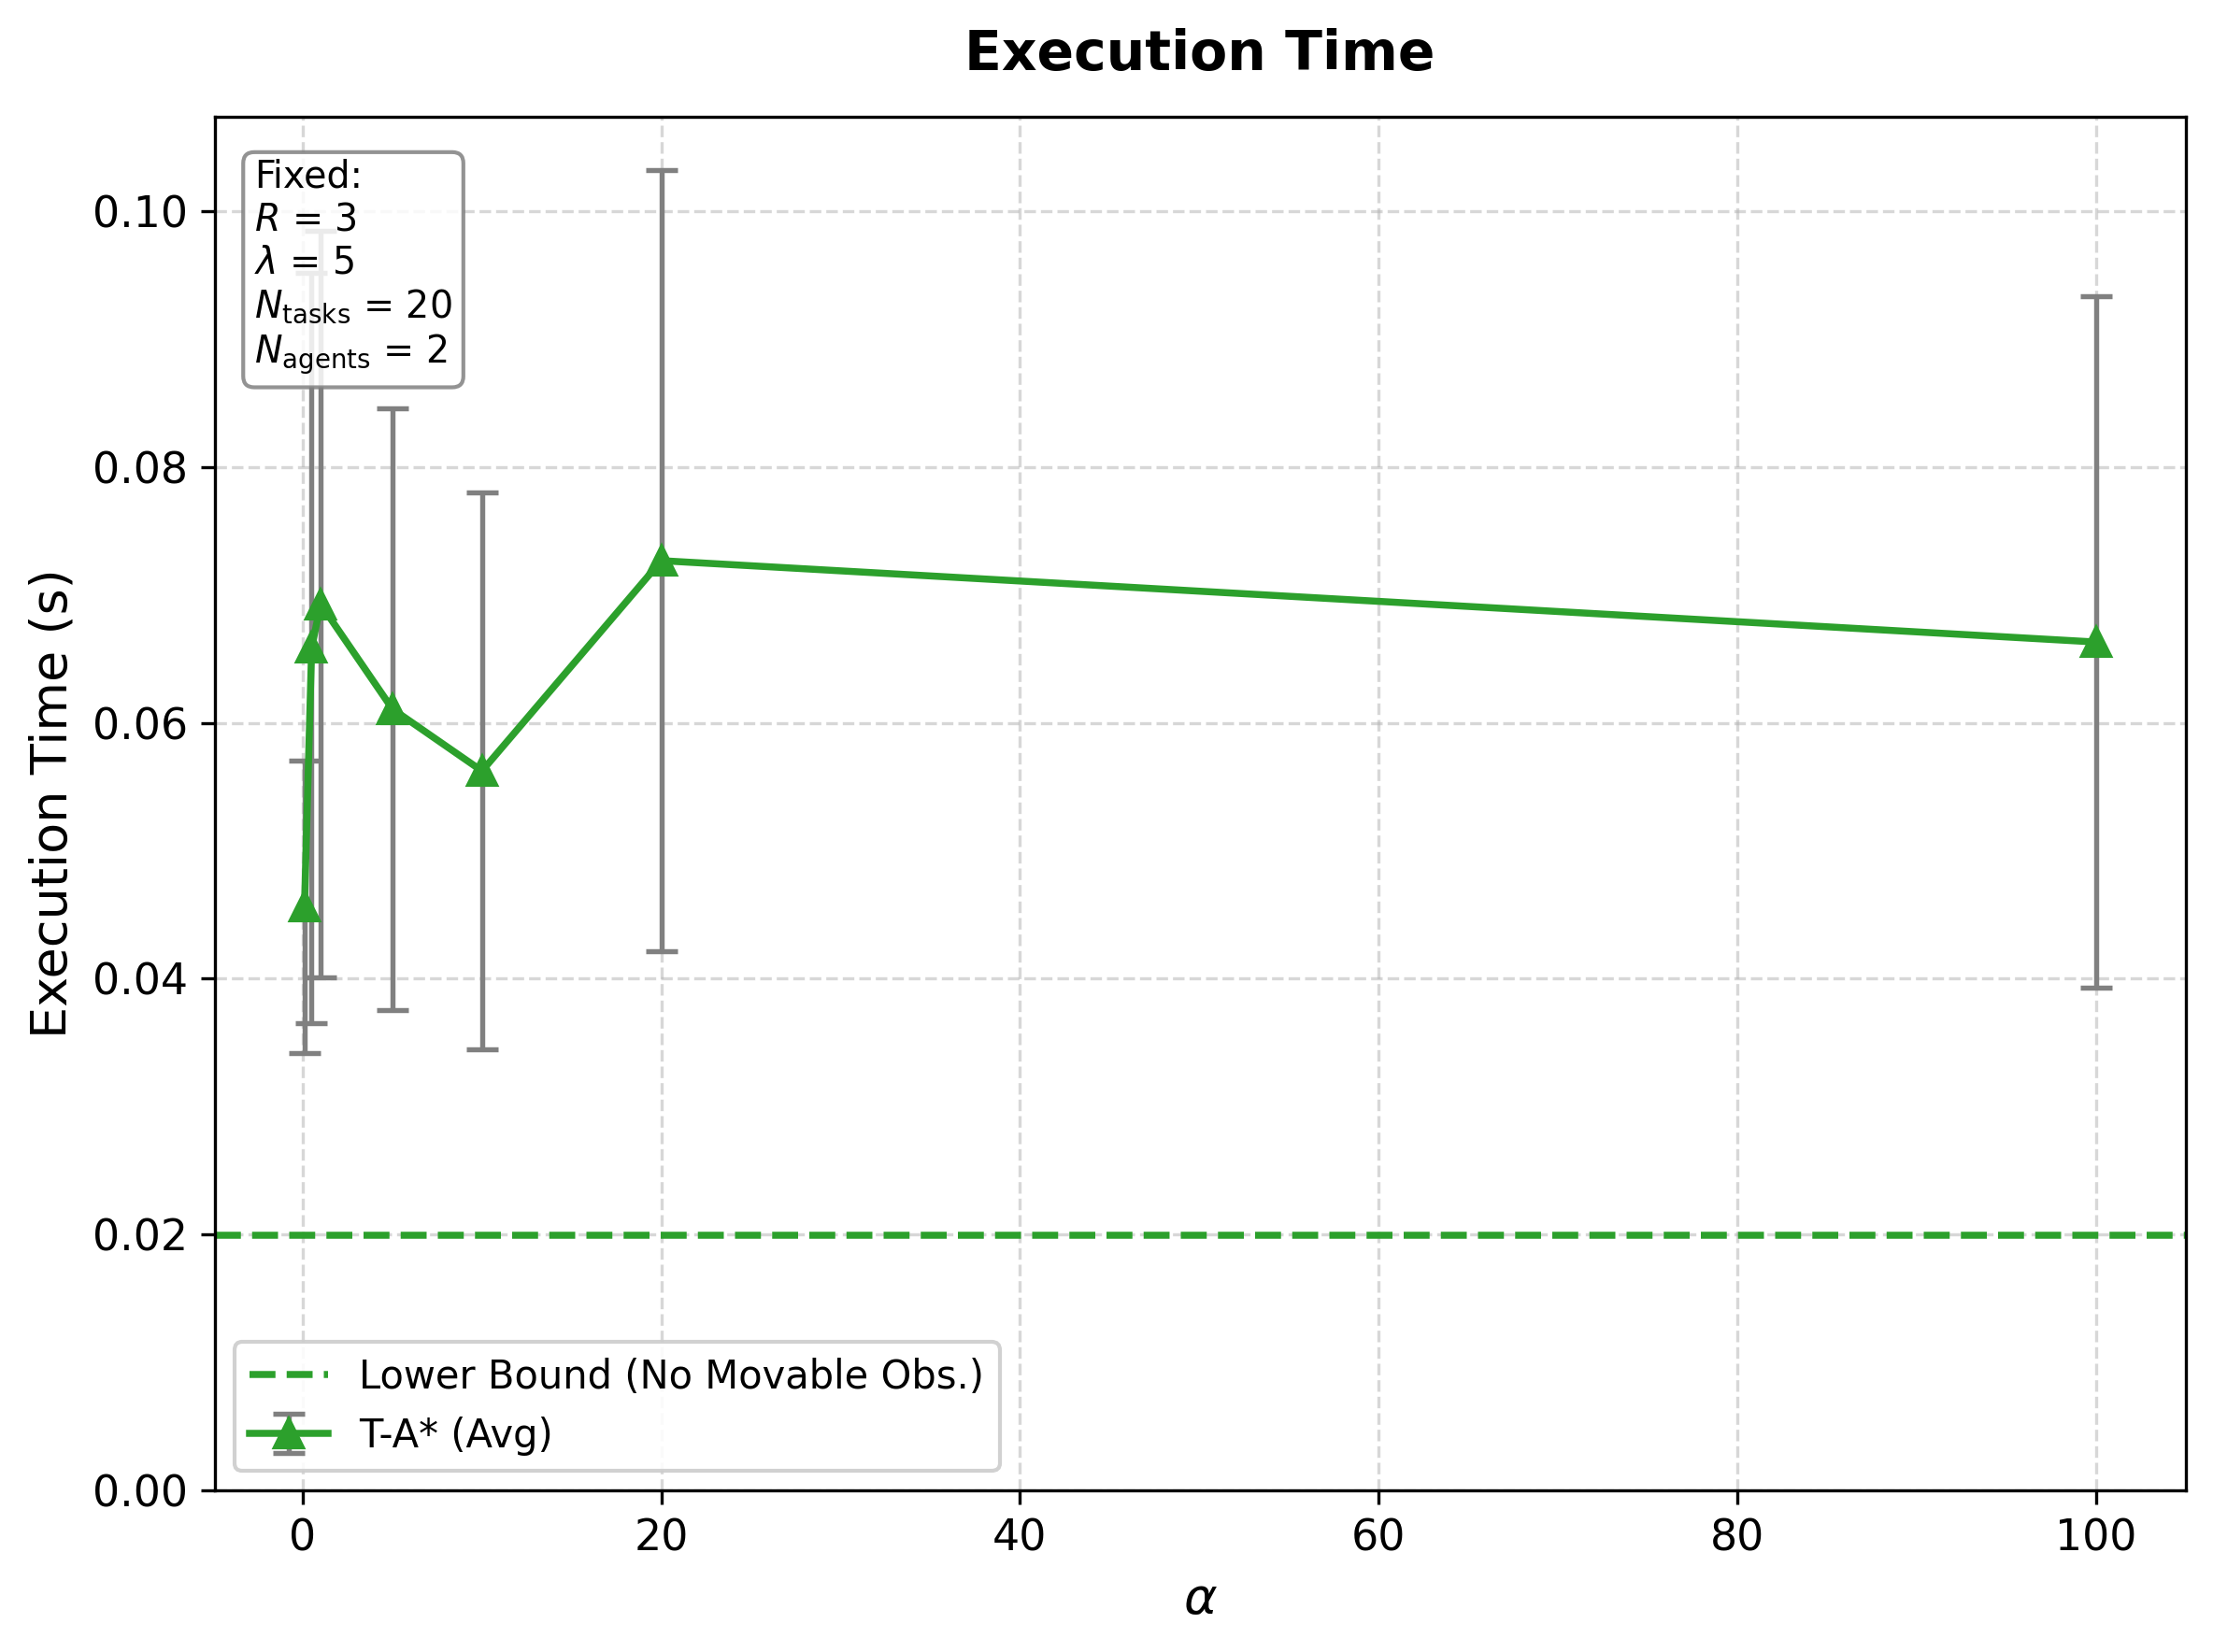 Execution Time
Fixed:
R = 3
λ = 5
N_tasks = 20
N_agents = 2
Execution Time (s)
0.10
0.08
0.06
0.04
0.02
0.00
Lower Bound (No Movable Obs.)
T-A* (Avg)
0 20 40 60 80 100
α